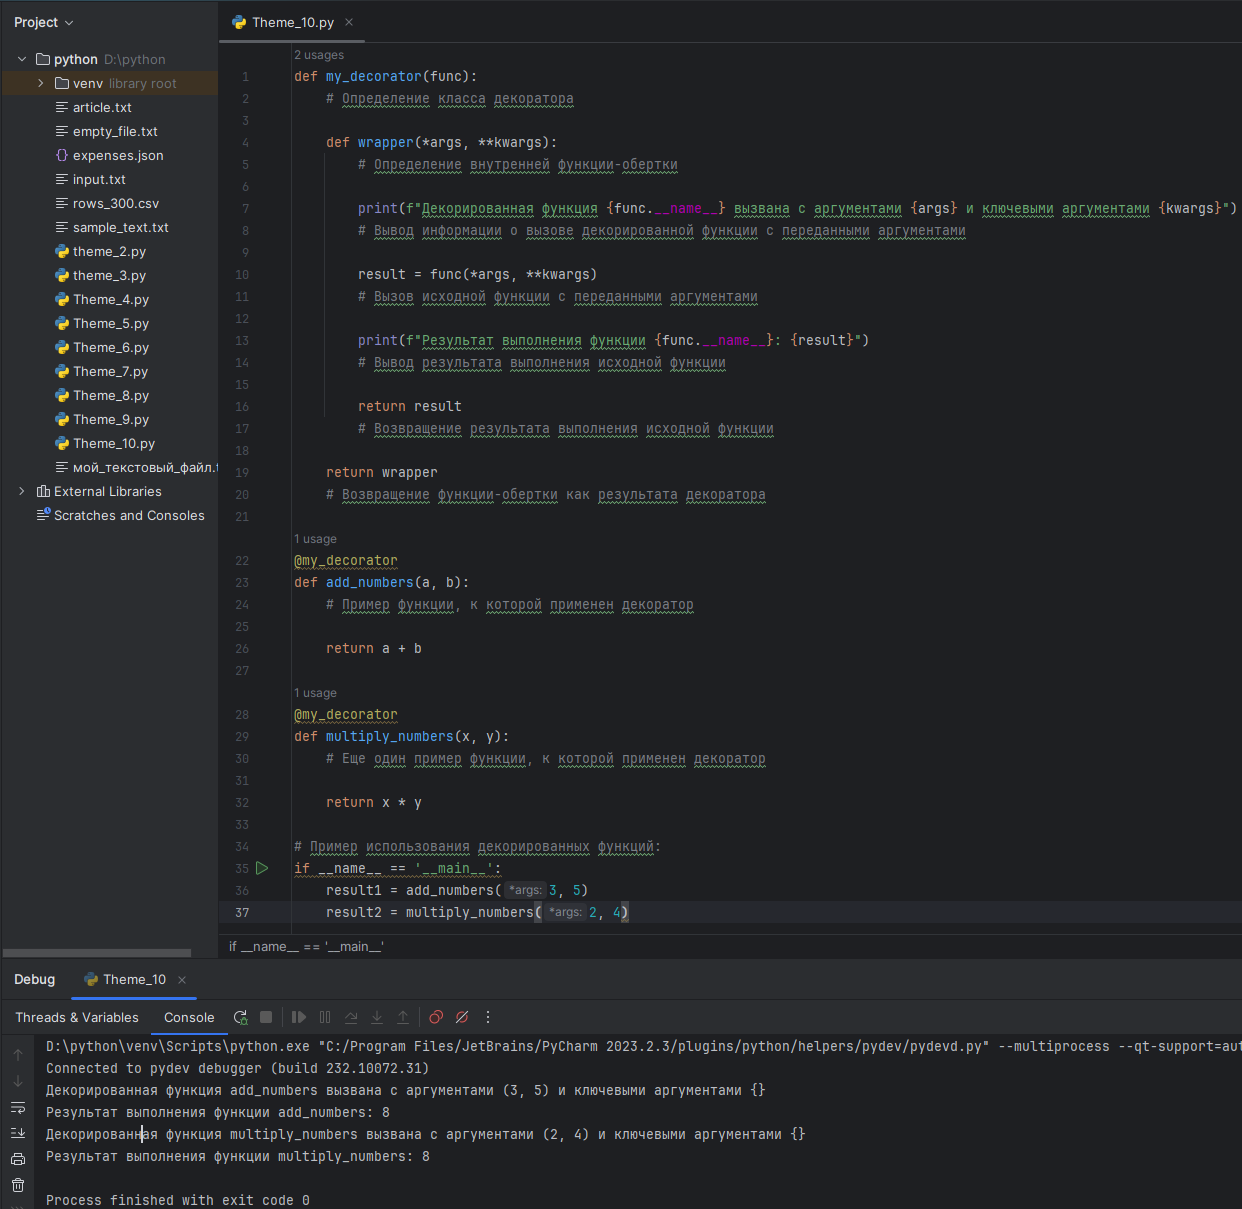 Project
python D:\python
venv library root
article.txt
empty_file.txt
expenses.json
input.txt
rows_300.csv
sample_text.txt
theme_2.py
theme_3.py
Theme_4.py
Theme_5.py
Theme_6.py
Theme_7.py
Theme_8.py
Theme_9.py
Theme_10.py
мой_текстовый_файл.
External Libraries
Scratches and Consoles
Theme_10.py
2 usages
1 def my_decorator(func):
2 # Определение класса декоратора
3
4 def wrapper(*args, **kwargs):
5 # Определение внутренней функции-обертки
6
7 print(f"Декорированная функция {func.__name__} вызвана с аргументами {args} и ключевыми аргументами {kwargs}")
8 # Вывод информации о вызове декорированной функции с переданными аргументами
9
10 result = func(*args, **kwargs)
11 # Вызов исходной функции с переданными аргументами
12
13 print(f"Результат выполнения функции {func.__name__}: {result}")
14 # Вывод результата выполнения исходной функции
15
16 return result
17 # Возвращение результата выполнения исходной функции
18
19 return wrapper
20 # Возвращение функции-обертки как результата декоратора
21
1 usage
22 @my_decorator
23 def add_numbers(a, b):
24 # Пример функции, к которой применен декоратор
25
26 return a + b
27
1 usage
28 @my_decorator
29 def multiply_numbers(x, y):
30 # Еще один пример функции, к которой применен декоратор
31
32 return x * y
33
34 # Пример использования декорированных функций:
35 if __name__ == '__main__':
36 result1 = add_numbers( *args: 3, 5)
37 result2 = multiply_numbers( *args: 2, 4)
if __name__ == '__main__'
Debug Theme_10
Threads & Variables Console
D:\python\venv\Scripts\python.exe "C:/Program Files/JetBrains/PyCharm 2023.2.3/plugins/python/helpers/pydev/pydevd.py" --multiprocess --qt-support=aut
Connected to pydev debugger (build 232.10072.31)
Декорированная функция add_numbers вызвана с аргументами (3, 5) и ключевыми аргументами {}
Результат выполнения функции add_numbers: 8
Декорированная функция multiply_numbers вызвана с аргументами (2, 4) и ключевыми аргументами {}
Результат выполнения функции multiply_numbers: 8
Process finished with exit code 0